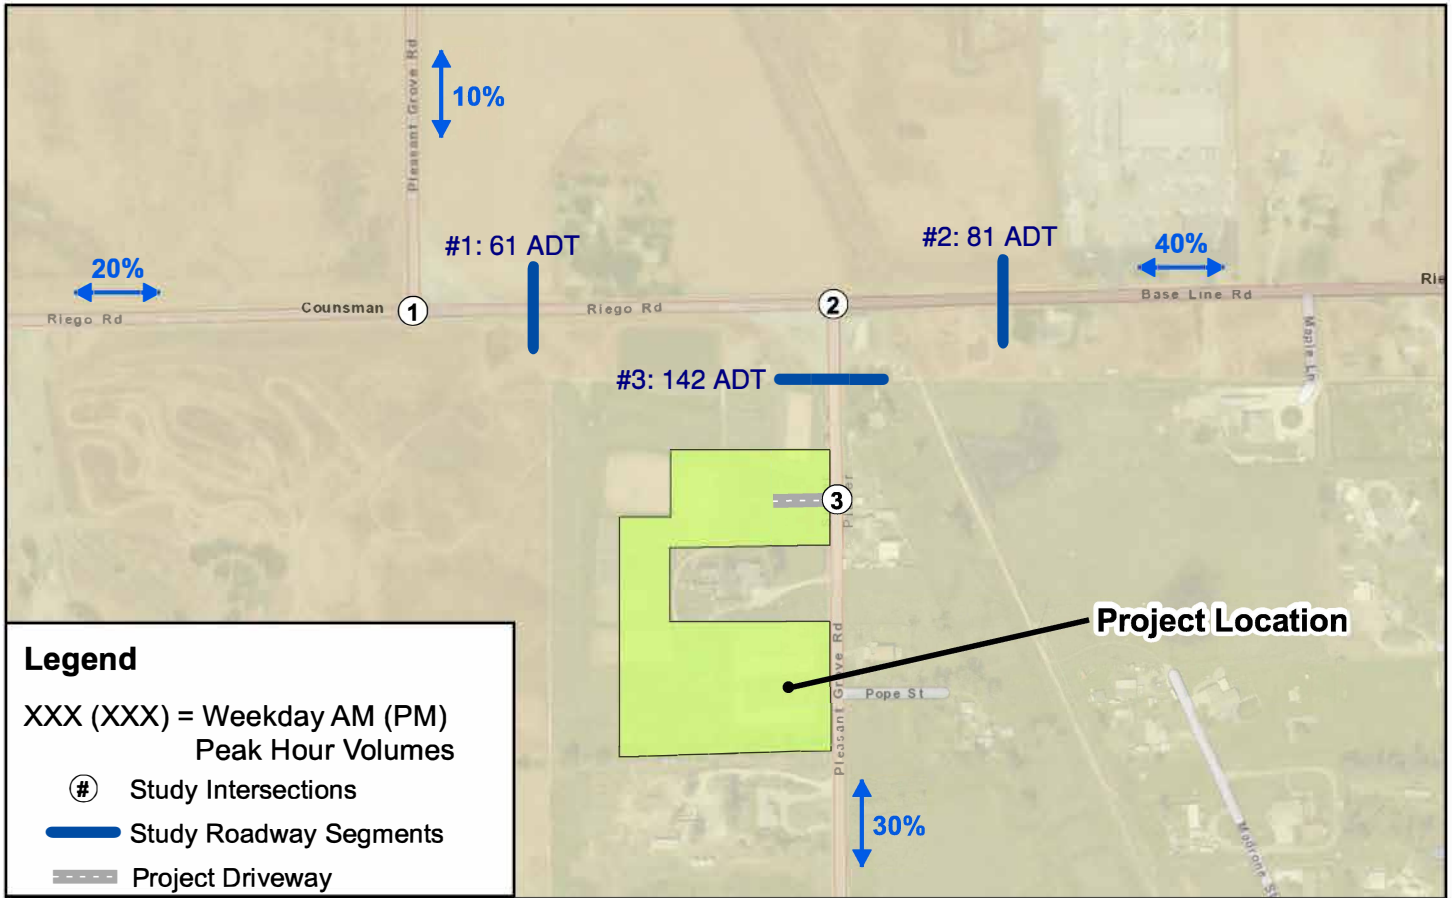 Pleasant Grove Rd
10%
#1: 61 ADT
#2: 81 ADT
40%
20%
Riego Rd
Counsman
1
Riego Rd
2
Base Line Rd
Maple Ln
#3: 142 ADT
3
Project Location
Pope St
Pleasant Grove Rd
30%
Madrone St
Legend
XXX (XXX) = Weekday AM (PM)
Peak Hour Volumes
# Study Intersections
Study Roadway Segments
Project Driveway